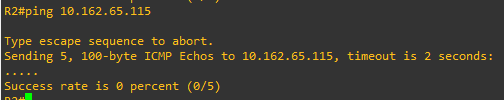 R2#ping 10.162.65.115
Type escape sequence to abort.
Sending 5, 100-byte ICMP Echos to 10.162.65.115, timeout is 2 seconds:
.....
Success rate is 0 percent (0/5)
R2#